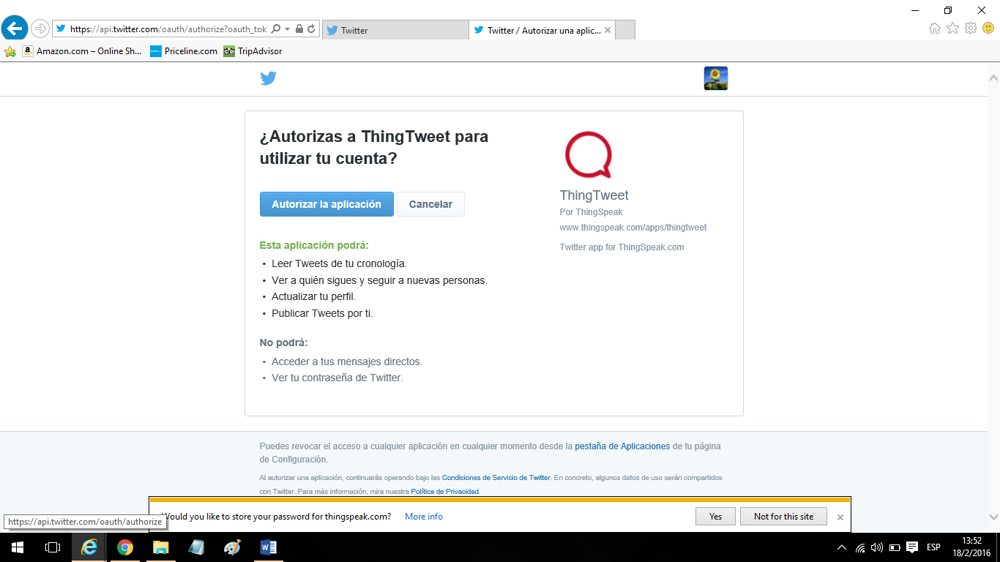 https://api.twitter.com/oauth/authorize?oauth_tok
Twitter
Twitter / Autorizar una aplic...
Amazon.com – Online Sh...
Priceline.com
TripAdvisor
¿Autorizas a ThingTweet para
utilizar tu cuenta?
Autorizar la aplicación
Cancelar
ThingTweet
Por ThingSpeak
www.thingspeak.com/apps/thingtweet
Twitter app for ThingSpeak.com
Esta aplicación podrá:
• Leer Tweets de tu cronología.
• Ver a quién sigues y seguir a nuevas personas.
• Actualizar tu perfil.
• Publicar Tweets por ti.
No podrá:
• Acceder a tus mensajes directos.
• Ver tu contraseña de Twitter.
Puedes revocar el acceso a cualquier aplicación en cualquier momento desde la pestaña de Aplicaciones de tu página
de Configuración.
Al autorizar una aplicación, continuarás operando bajo las Condiciones de Servicio de Twitter. En concreto, algunos datos de uso serán compartidos
con Twitter. Para más información, mira nuestra Política de Privacidad.
Would you like to store your password for thingspeak.com? More info
Yes
Not for this site
https://api.twitter.com/oauth/authorize
ESP
13:52
18/2/2016